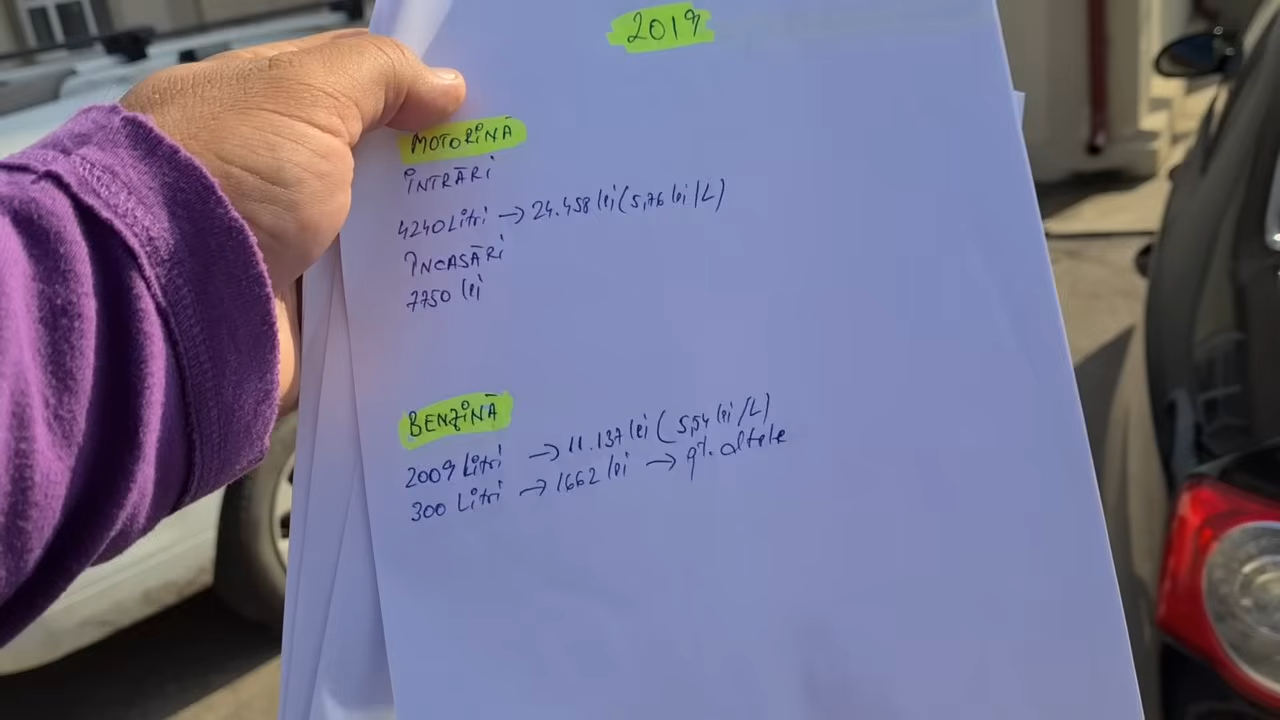 2019
MOTORINĂ
ÎNTRĂRI
4240 Litri → 24.458 lei (5,76 lei/L)
ÎNCASĂRI
7750 lei
BENZINĂ
2009 Litri → 11.137 lei (5,54 lei/L)
300 Litri → 1662 lei → 9% altele